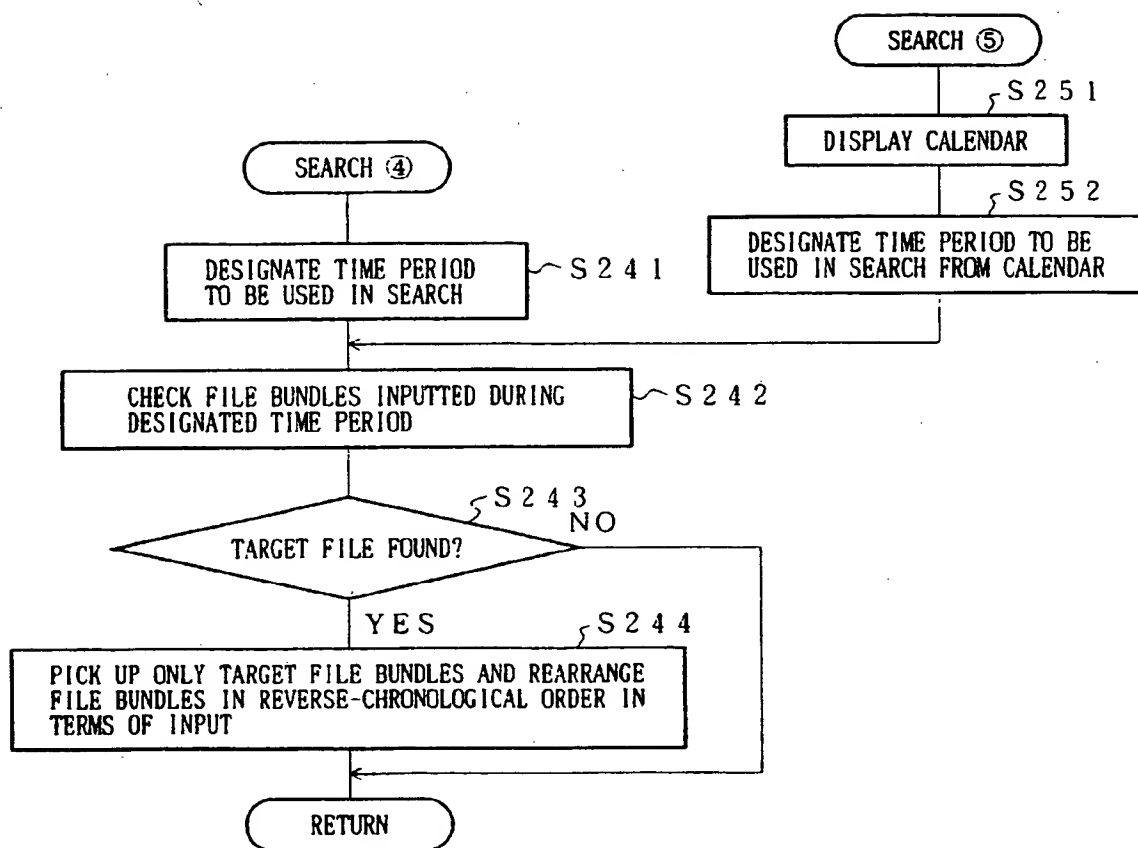 SEARCH ⑤
S251
DISPLAY CALENDAR
S252
DESIGNATE TIME PERIOD TO BE
USED IN SEARCH FROM CALENDAR
SEARCH ④
DESIGNATE TIME PERIOD
TO BE USED IN SEARCH
S241
CHECK FILE BUNDLES INPUTTED DURING
DESIGNATED TIME PERIOD
S242
S243
TARGET FILE FOUND?
NO
YES
S244
PICK UP ONLY TARGET FILE BUNDLES AND REARRANGE
FILE BUNDLES IN REVERSE-CHRONOLOGICAL ORDER IN
TERMS OF INPUT
RETURN